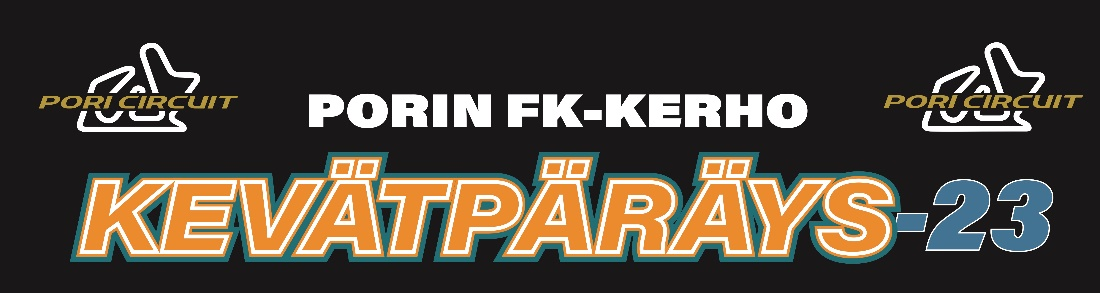 PORI CIRCUIT
PORIN FK-KERHO
PORI CIRCUIT
KEVÄTPÄRÄYS-23